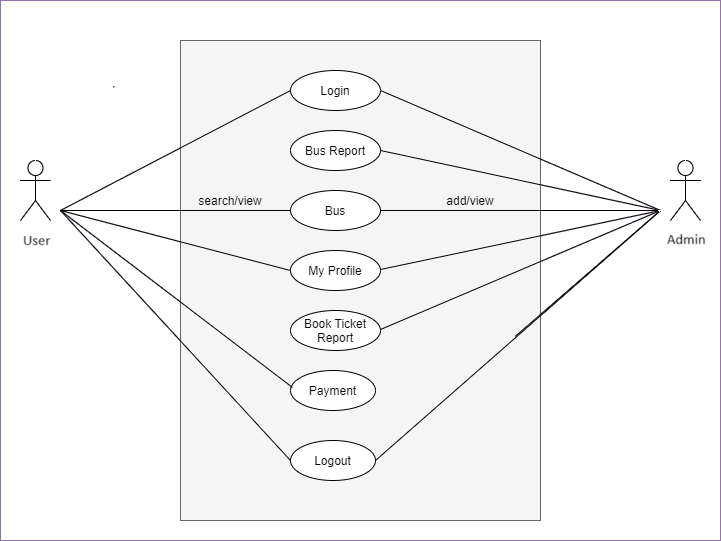 Login
Bus Report
search/view
Bus
add/view
User
Admin
My Profile
Book Ticket
Report
Payment
Logout